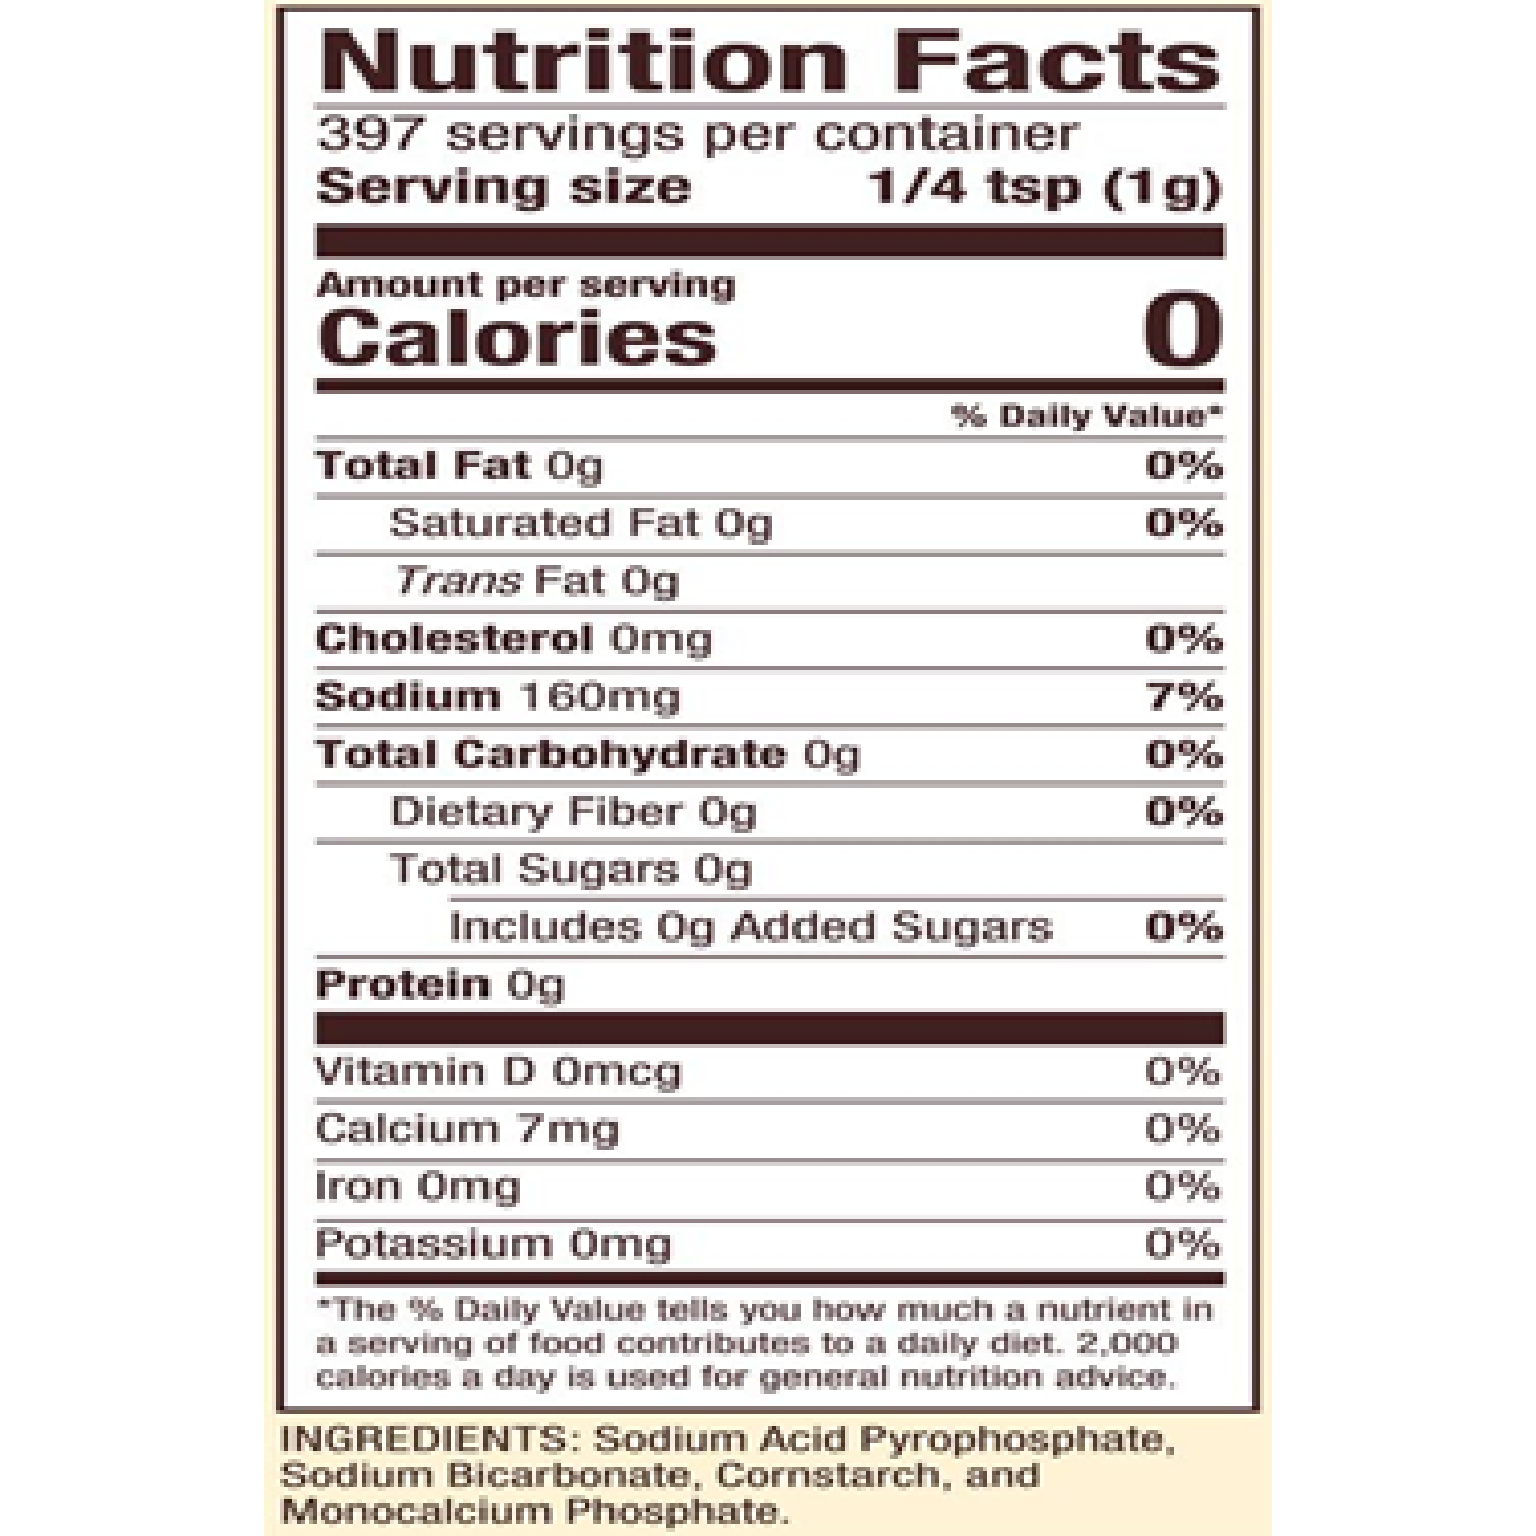 Nutrition Facts
397 servings per container
Serving size 1/4 tsp (1g)
Amount per serving
Calories 0
% Daily Value*
Total Fat 0g 0%
Saturated Fat 0g 0%
Trans Fat 0g
Cholesterol 0mg 0%
Sodium 160mg 7%
Total Carbohydrate 0g 0%
Dietary Fiber 0g 0%
Total Sugars 0g
Includes 0g Added Sugars 0%
Protein 0g
Vitamin D 0mcg 0%
Calcium 7mg 0%
Iron 0mg 0%
Potassium 0mg 0%
*The % Daily Value tells you how much a nutrient in
a serving of food contributes to a daily diet. 2,000
calories a day is used for general nutrition advice.
INGREDIENTS: Sodium Acid Pyrophosphate,
Sodium Bicarbonate, Cornstarch, and
Monocalcium Phosphate.